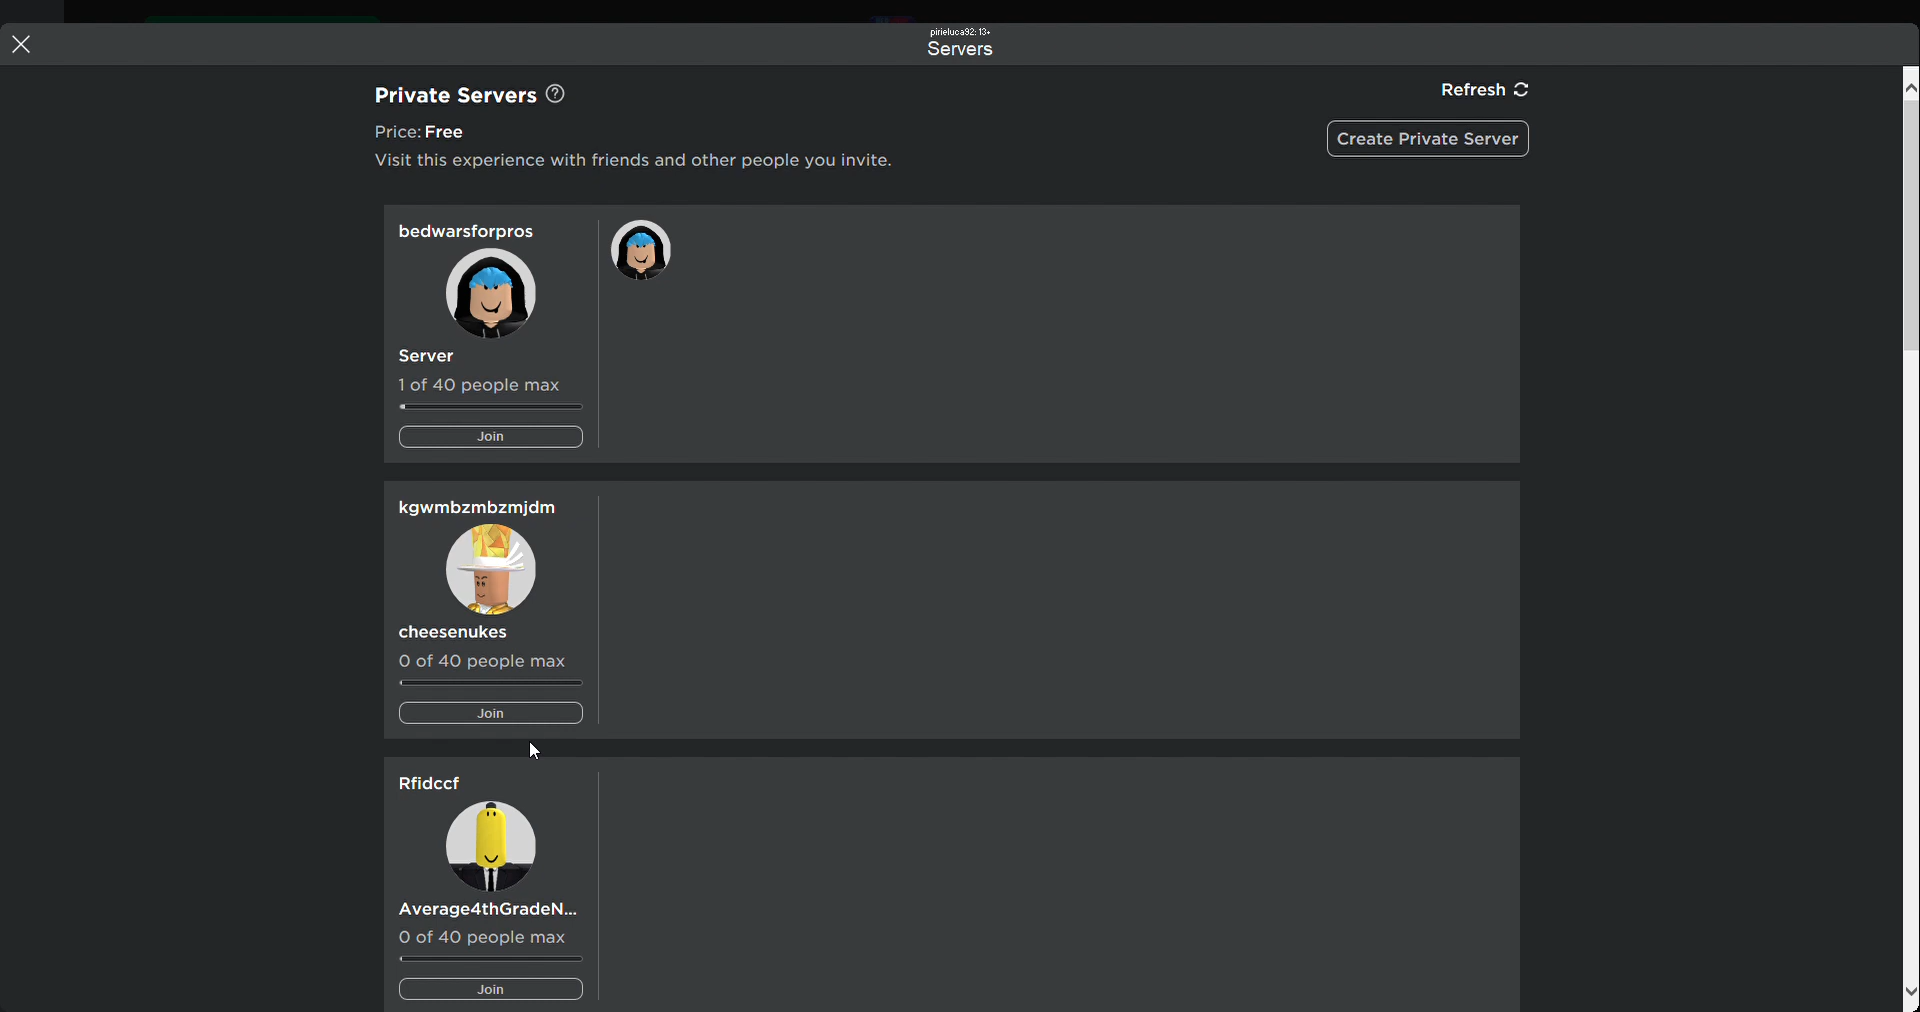 pirieluca92: 13+
Servers
Private Servers
Refresh
Price: Free
Create Private Server
Visit this experience with friends and other people you invite.
bedwarsforpros
Server
1 of 40 people max
Join
kgwmbzmbzmjdm
cheesenukes
0 of 40 people max
Join
Rfidccf
Average4thGradeN...
0 of 40 people max
Join